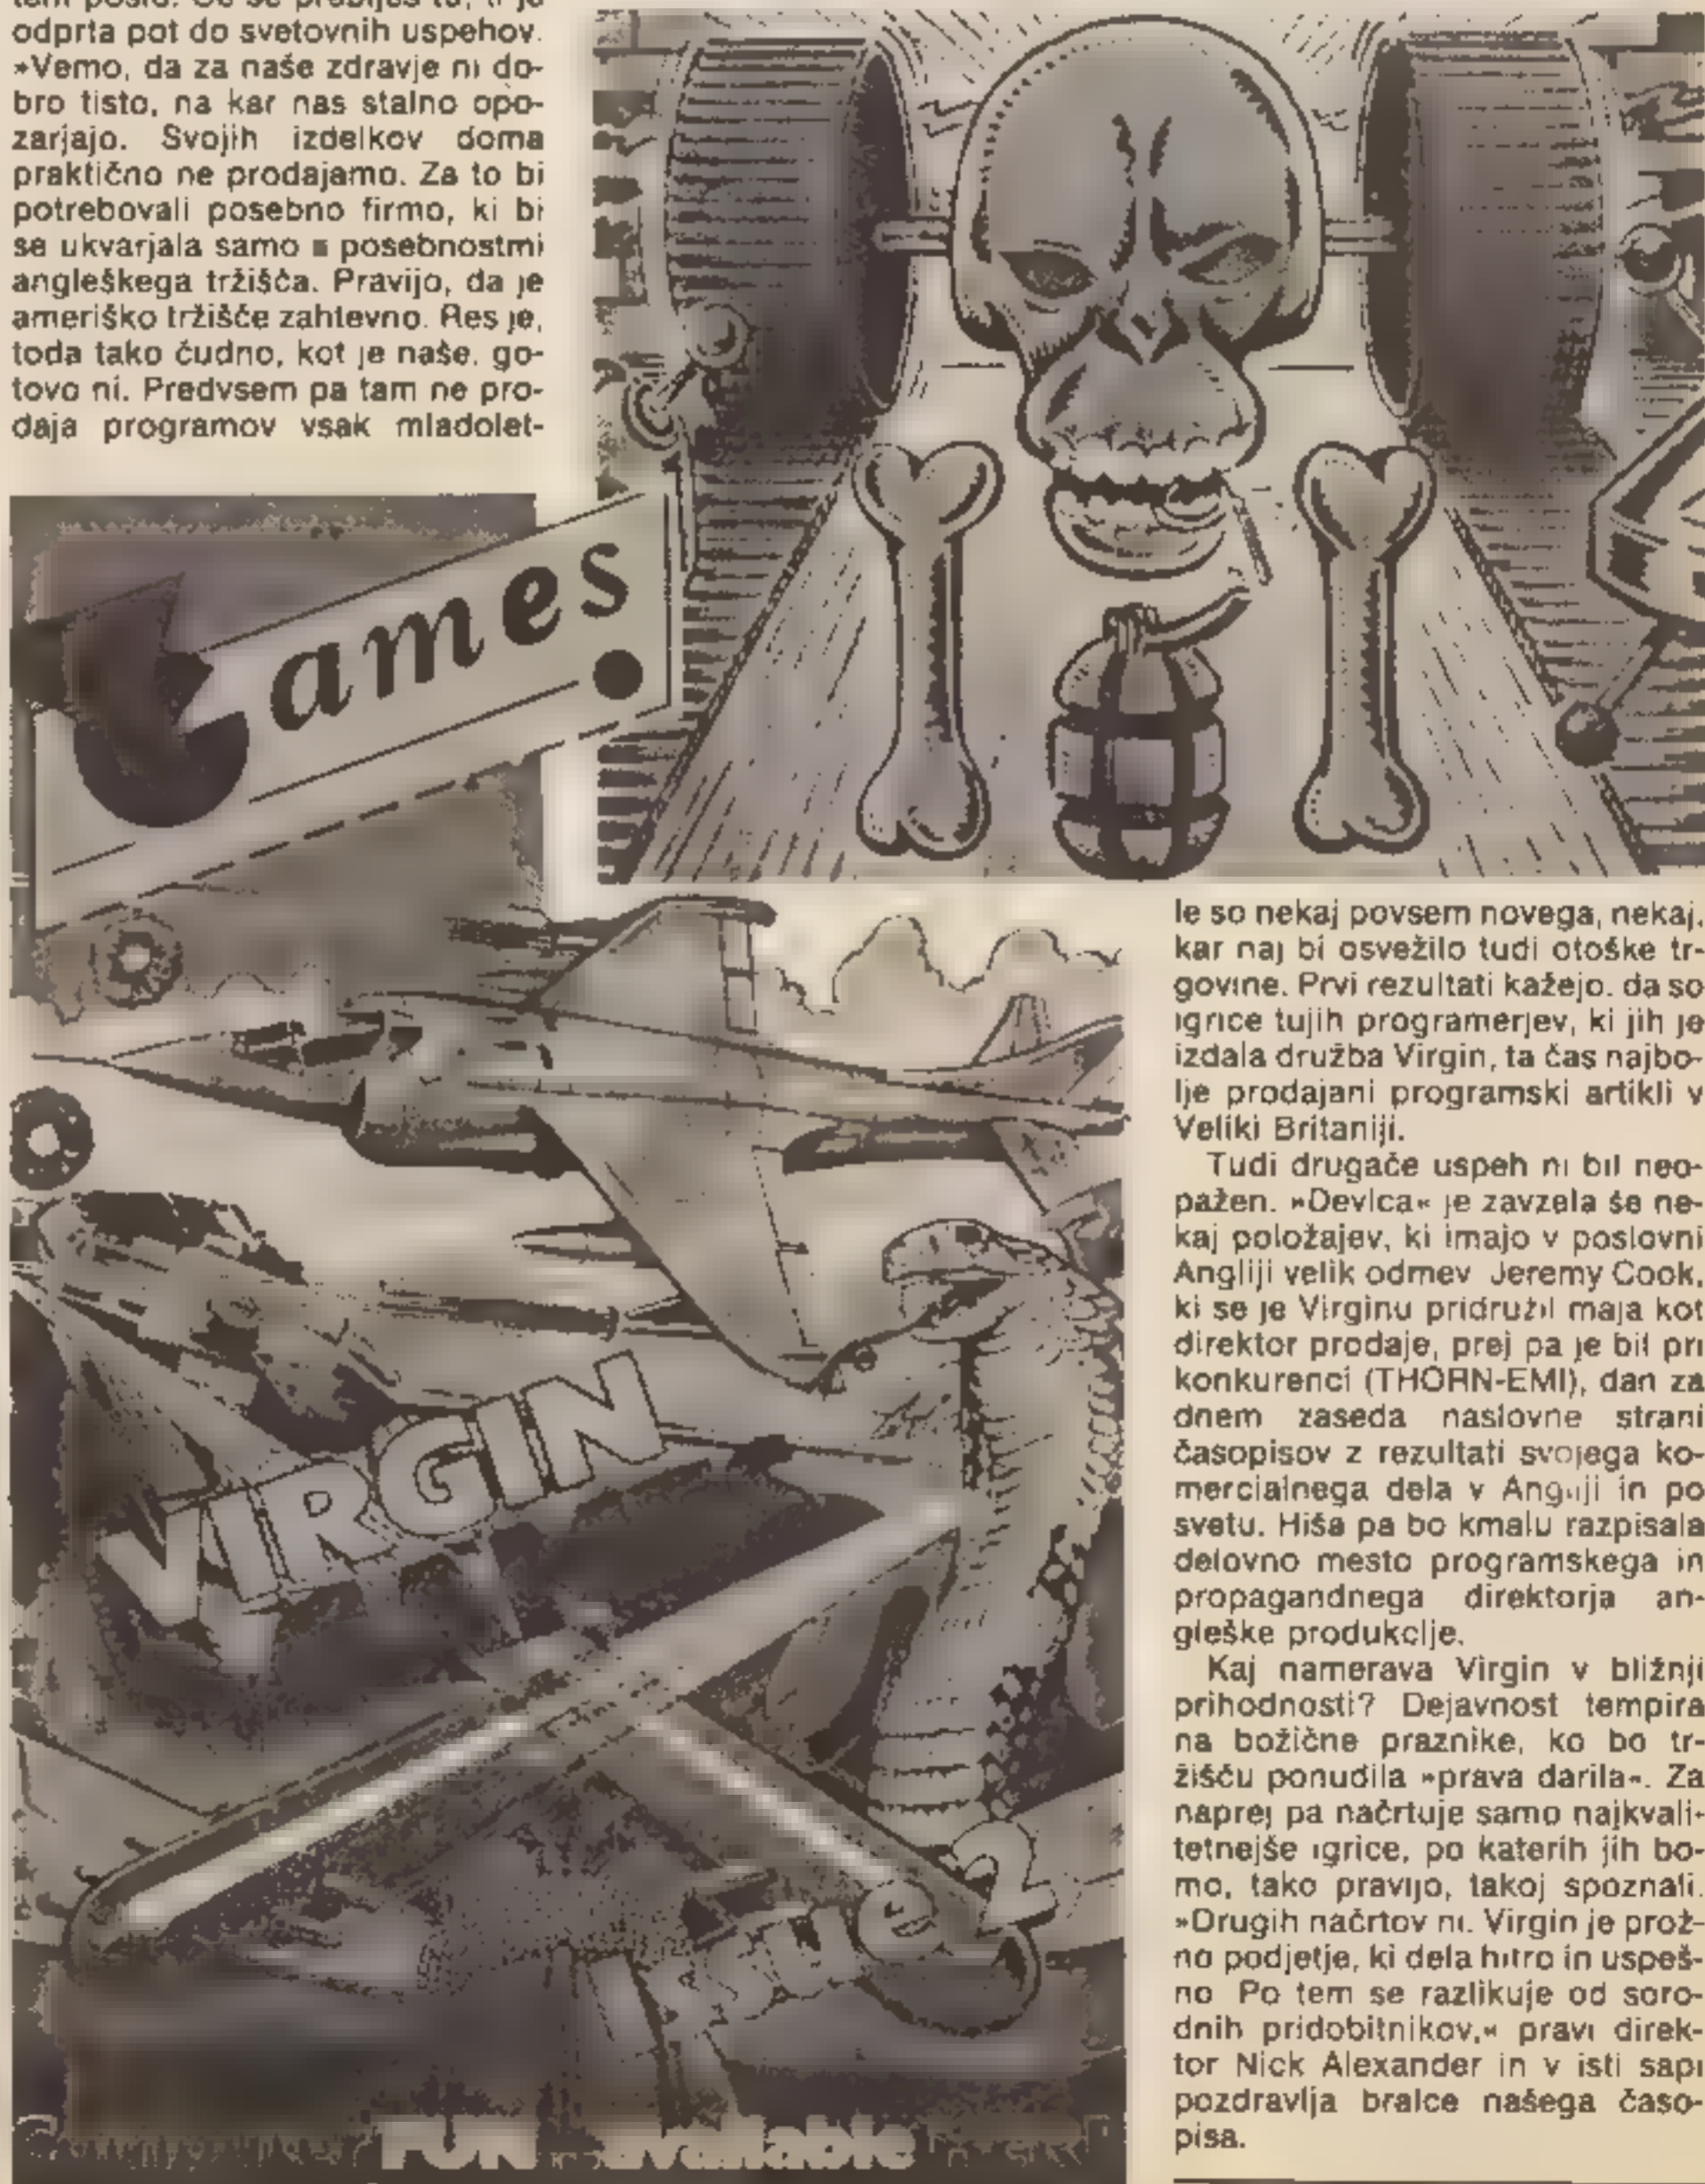 odprta pot do svetovnih uspehov.
»Vemo, da za naše zdravje ni do-
bro tisto, na kar nas stalno opo-
zarjajo. Svojih izdelkov doma
praktično ne prodajamo. Za to bi
potrebovali posebno firmo, ki bi
se ukvarjala samo posebnostmi
angleškega tržišča. Pravijo, da je
ameriško tržišče zahtevno. Res je,
toda tako čudno, kot je naše, go-
tovo ni. Predvsem pa tam ne pro-
daja programov vsak mladolet-
Games
VIRGIN
Issue 2
FUN available
le so nekaj povsem novega, nekaj,
kar naj bi osvežilo tudi otoške tr-
govine. Prvi rezultati kažejo, da so
igrice tujih programerjev, ki jih je
izdala družba Virgin, ta čas najbo-
lje prodajani programski artikli v
Veliki Britaniji.
Tudi drugače uspeh ni bil neo-
pažen. »Devica« je zavzela še ne-
kaj položajev, ki imajo v poslovni
Angliji velik odmev. Jeremy Cook,
ki se je Virginu pridružil maja kot
direktor prodaje, prej pa je bil pri
konkurenci (THORN-EMI), dan za
dnem zaseda naslovne strani
časopisov z rezultati svojega ko-
mercialnega dela v Angliji in po
svetu. Hiša pa bo kmalu razpisala
delovno mesto programskega in
propagandnega direktorja an-
gleške produkcije.
Kaj namerava Virgin v bližnji
prihodnosti? Dejavnost tempira
na božične praznike, ko bo tr-
žišču ponudila »prava darila«. Za
naprej pa načrtuje samo najkvali-
tetnejše igrice, po katerih jih bo-
mo, tako pravijo, takoj spoznali.
»Drugih načrtov ni. Virgin je prož-
no podjetje, ki dela hitro in uspeš-
no. Po tem se razlikuje od soro-
dnih pridobitnikov,« pravi direk-
tor Nick Alexander in v isti sapi
pozdravlja bralce našega časo-
pisa.